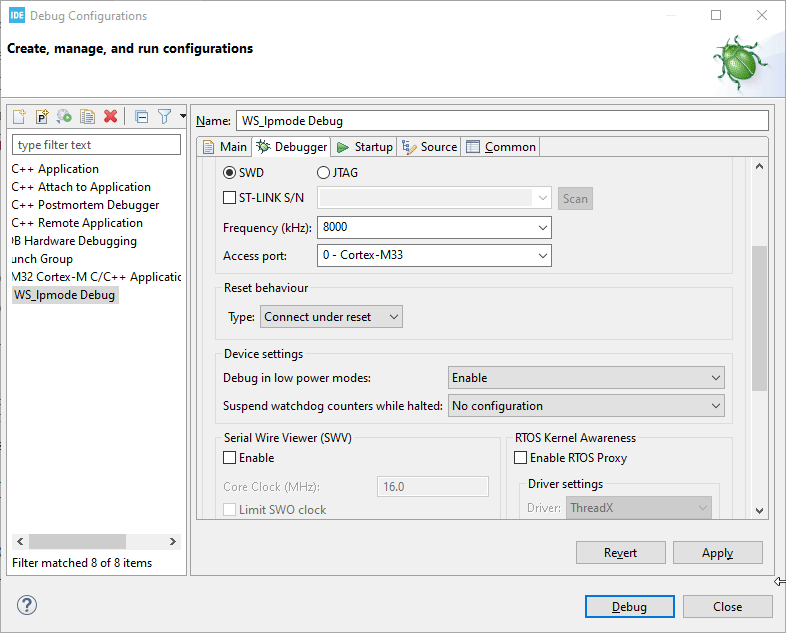 IDE Debug Configurations
Create, manage, and run configurations
type filter text
C++ Application
C++ Attach to Application
C++ Postmortem Debugger
C++ Remote Application
)B Hardware Debugging
unch Group
M32 Cortex-M C/C++ Applicatic
WS_lpmode Debug
Filter matched 8 of 8 items
Name: WS_lpmode Debug
Main Debugger Startup Source Common
SWD JTAG
ST-LINK S/N Scan
Frequency (kHz): 8000
Access port: 0 - Cortex-M33
Reset behaviour
Type: Connect under reset
Device settings
Debug in low power modes: Enable
Suspend watchdog counters while halted: No configuration
Serial Wire Viewer (SWV)
Enable
Core Clock (MHz): 16.0
Limit SWO clock
RTOS Kernel Awareness
Enable RTOS Proxy
Driver settings
Driver: ThreadX
Revert Apply
? Debug Close